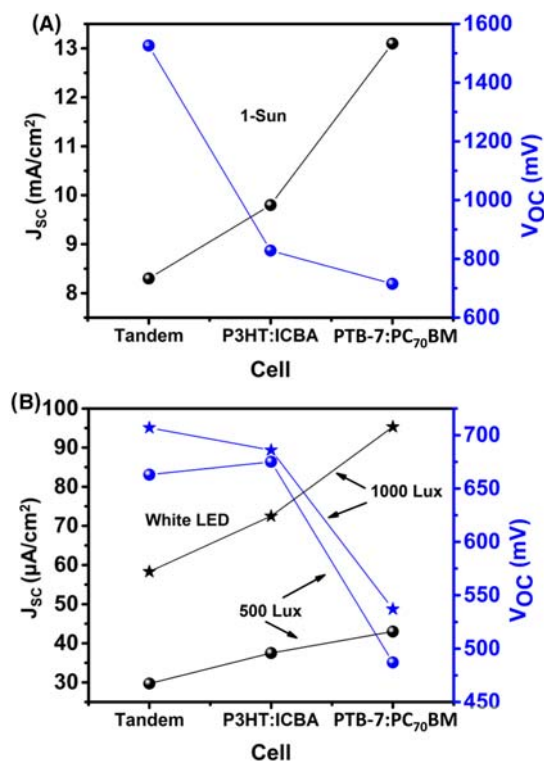 (A)
13
12
11
10
9
8
J_SC (mA/cm²)
1600
1400
1200
1000
800
600
V_OC (mV)
1-Sun
Tandem P3HT:ICBA PTB-7:PC₇₀BM
Cell
(B)
100
90
80
70
60
50
40
30
J_SC (µA/cm²)
700
650
600
550
500
450
V_OC (mV)
White LED
1000 Lux
500 Lux
Tandem P3HT:ICBA PTB-7:PC₇₀BM
Cell